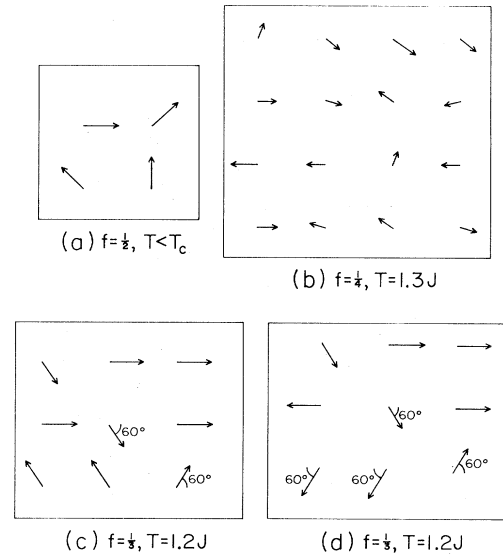 (a) f=½, T<Tc
(b) f=¼, T=1.3J
60°
60°
(c) f=⅓, T=1.2J
60°
60°
60°
60°
(d) f=⅓, T=1.2J